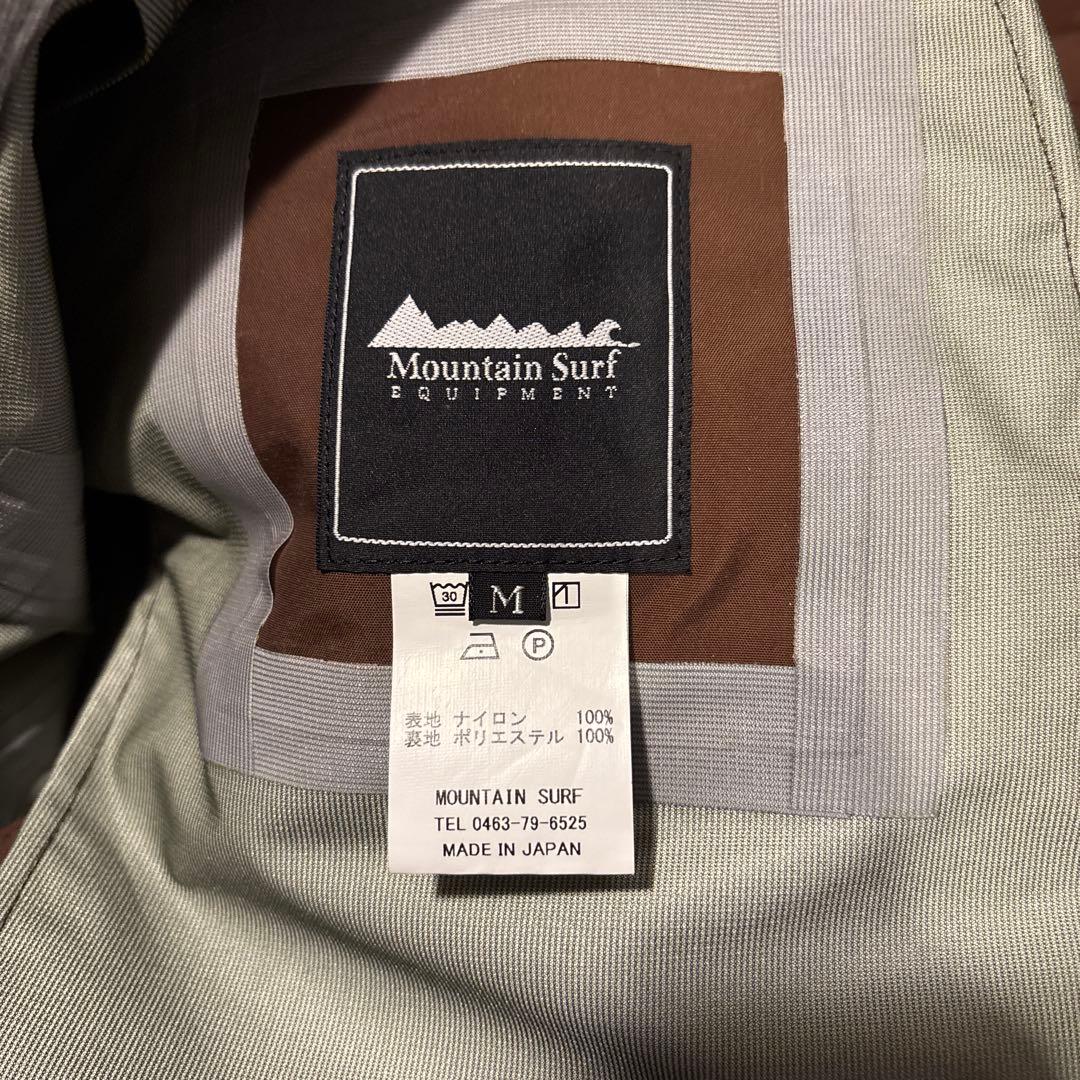 Mountain Surf
EQUIPMENT
30 M
P
表地 ナイロン 100%
裏地 ポリエステル 100%
MOUNTAIN SURF
TEL 0463-79-6525
MADE IN JAPAN